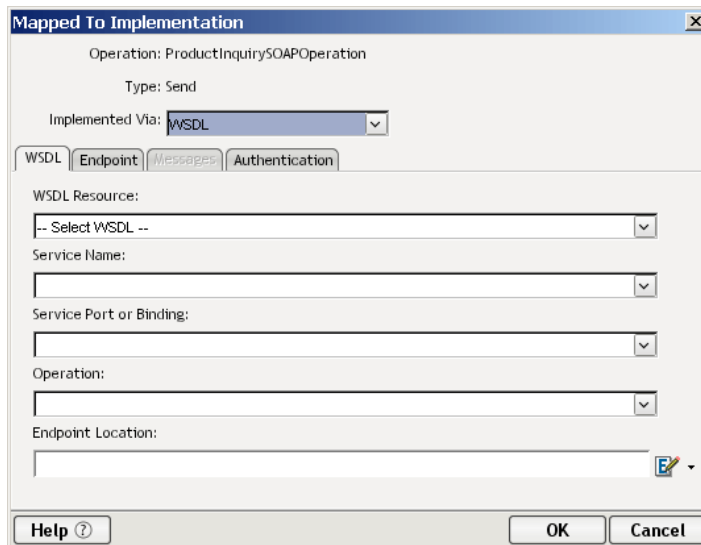 Mapped To Implementation
Operation: ProductInquirySOAPOperation
Type: Send
Implemented Via: WSDL
WSDL Endpoint Messages Authentication
WSDL Resource:
-- Select WSDL --
Service Name:
Service Port or Binding:
Operation:
Endpoint Location:
E
Help ?
OK Cancel